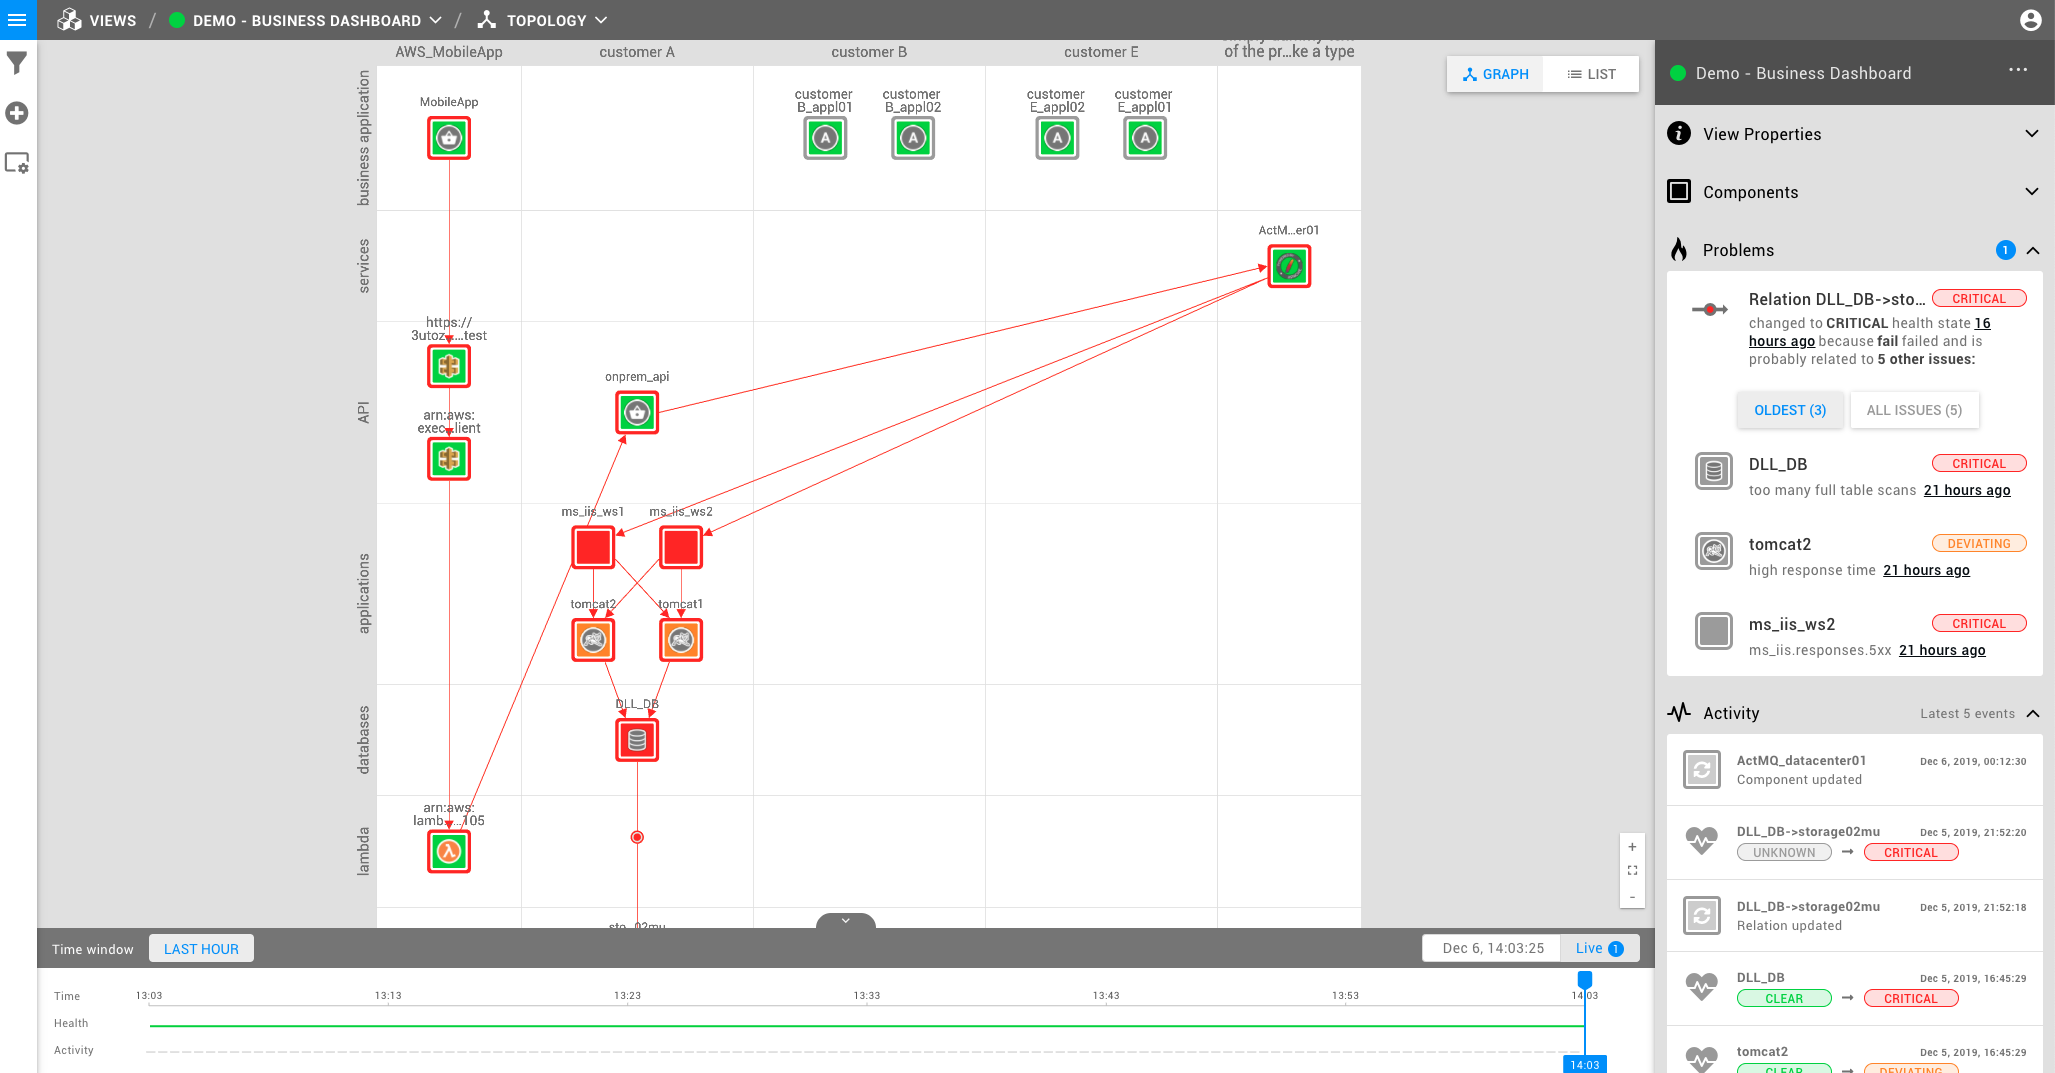 VIEWS / DEMO - BUSINESS DASHBOARD / TOPOLOGY
AWS_MobileApp
customer A
customer B
customer E
of the pr...ke a type
GRAPH
LIST
business application
services
API
applications
databases
lambda
MobileApp
customer
B_appl01
customer
B_appl02
customer
E_appl02
customer
E_appl01
ActM...er01
https://
3utoz....test
onprem_api
arn:aws:
exec...lient
ms_iis_ws1
ms_iis_ws2
tomcat2
tomcat1
DLL_DB
arn:aws:
lamb....105
sto...02mu
+
-
Demo - Business Dashboard
View Properties
Components
Problems
1
Relation DLL_DB->sto... CRITICAL
changed to CRITICAL health state 16
hours ago because fail failed and is
probably related to 5 other issues:
OLDEST (3)
ALL ISSUES (5)
DLL_DB CRITICAL
too many full table scans 21 hours ago
tomcat2 DEVIATING
high response time 21 hours ago
ms_iis_ws2 CRITICAL
ms_iis.responses.5xx 21 hours ago
Activity Latest 5 events
ActMQ_datacenter01 Dec 6, 2019, 00:12:30
Component updated
DLL_DB->storage02mu Dec 5, 2019, 21:52:20
UNKNOWN → CRITICAL
DLL_DB->storage02mu Dec 5, 2019, 21:52:18
Relation updated
DLL_DB Dec 5, 2019, 16:45:29
CLEAR → CRITICAL
tomcat2 Dec 5, 2019, 16:45:29
CLEAR → DEVIATING
Time window LAST HOUR
Dec 6, 14:03:25 Live 1
Time 13:03 13:13 13:23 13:33 13:43 13:53 14:03
Health
Activity
14:03